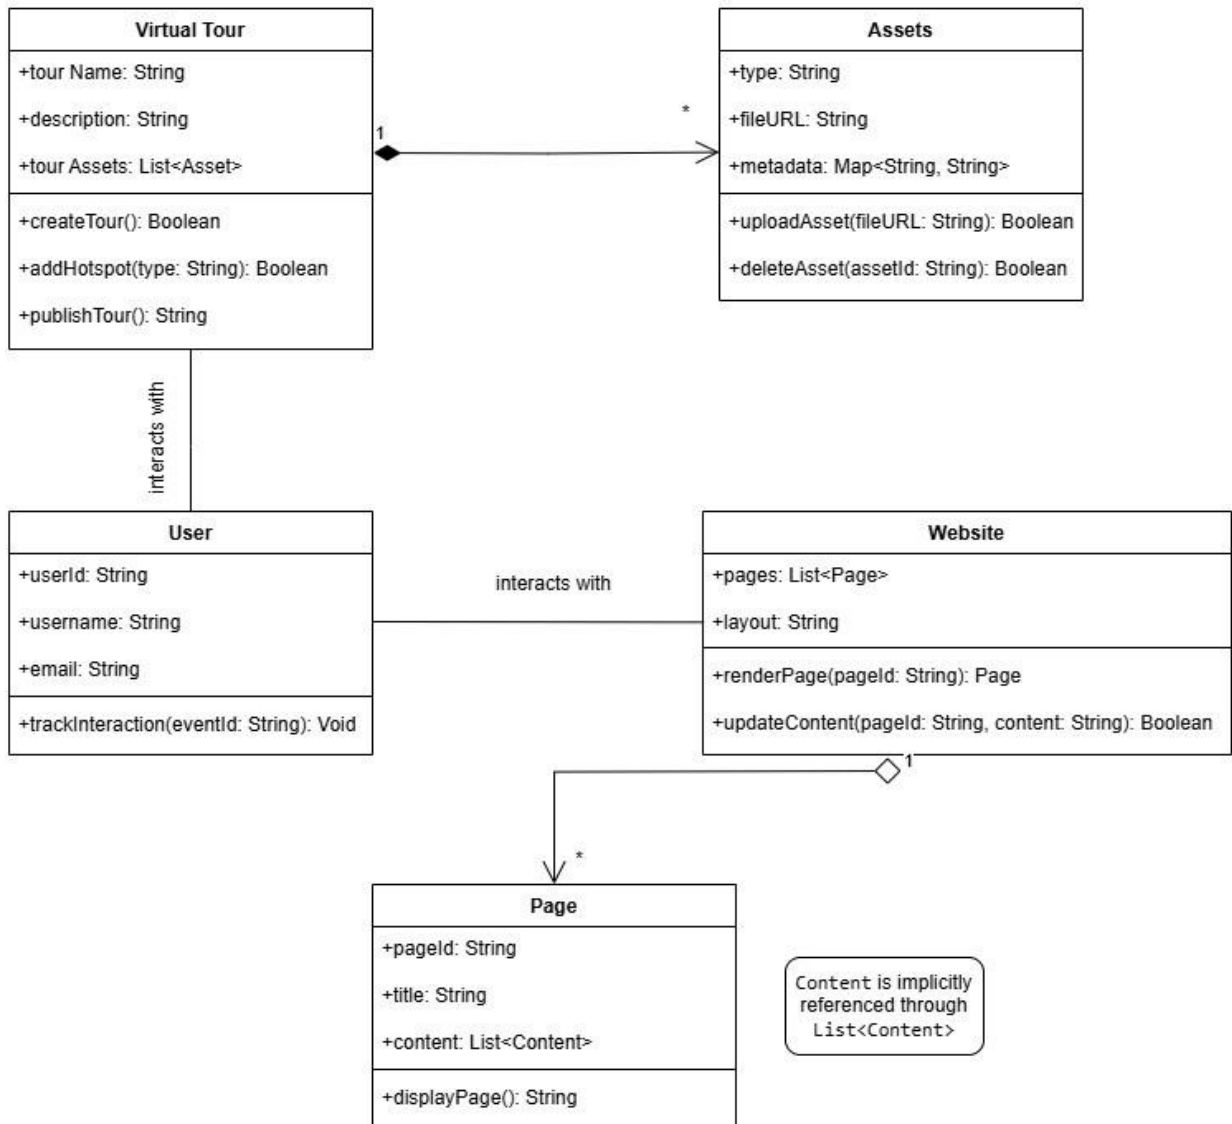 Virtual Tour
+tour Name: String
+description: String
+tour Assets: List<Asset>
+createTour(): Boolean
+addHotspot(type: String): Boolean
+publishTour(): String
1
*
Assets
+type: String
+fileURL: String
+metadata: Map<String, String>
+uploadAsset(fileURL: String): Boolean
+deleteAsset(assetId: String): Boolean
interacts with
User
+userId: String
+username: String
+email: String
+trackInteraction(eventId: String): Void
interacts with
Website
+pages: List<Page>
+layout: String
+renderPage(pageId: String): Page
+updateContent(pageId: String, content: String): Boolean
1
*
Page
+pageId: String
+title: String
+content: List<Content>
+displayPage(): String
Content is implicitly
referenced through
List<Content>